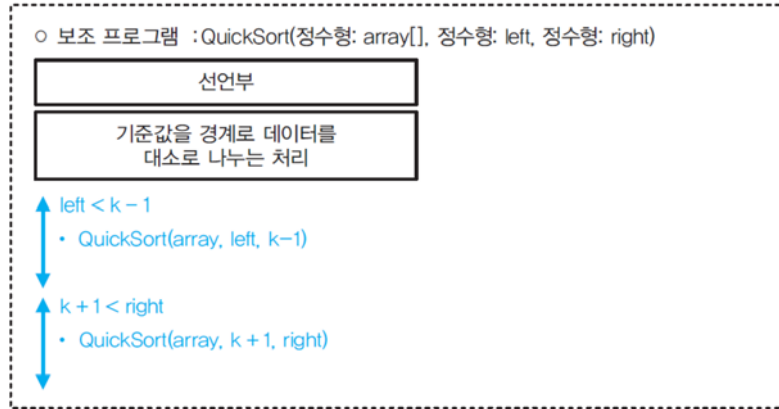 ○ 보조 프로그램 :QuickSort(정수형: array[], 정수형: left, 정수형: right)
선언부
기준값을 경계로 데이터를
대소로 나누는 처리
left < k - 1
• QuickSort(array, left, k-1)
k + 1 < right
• QuickSort(array, k + 1, right)